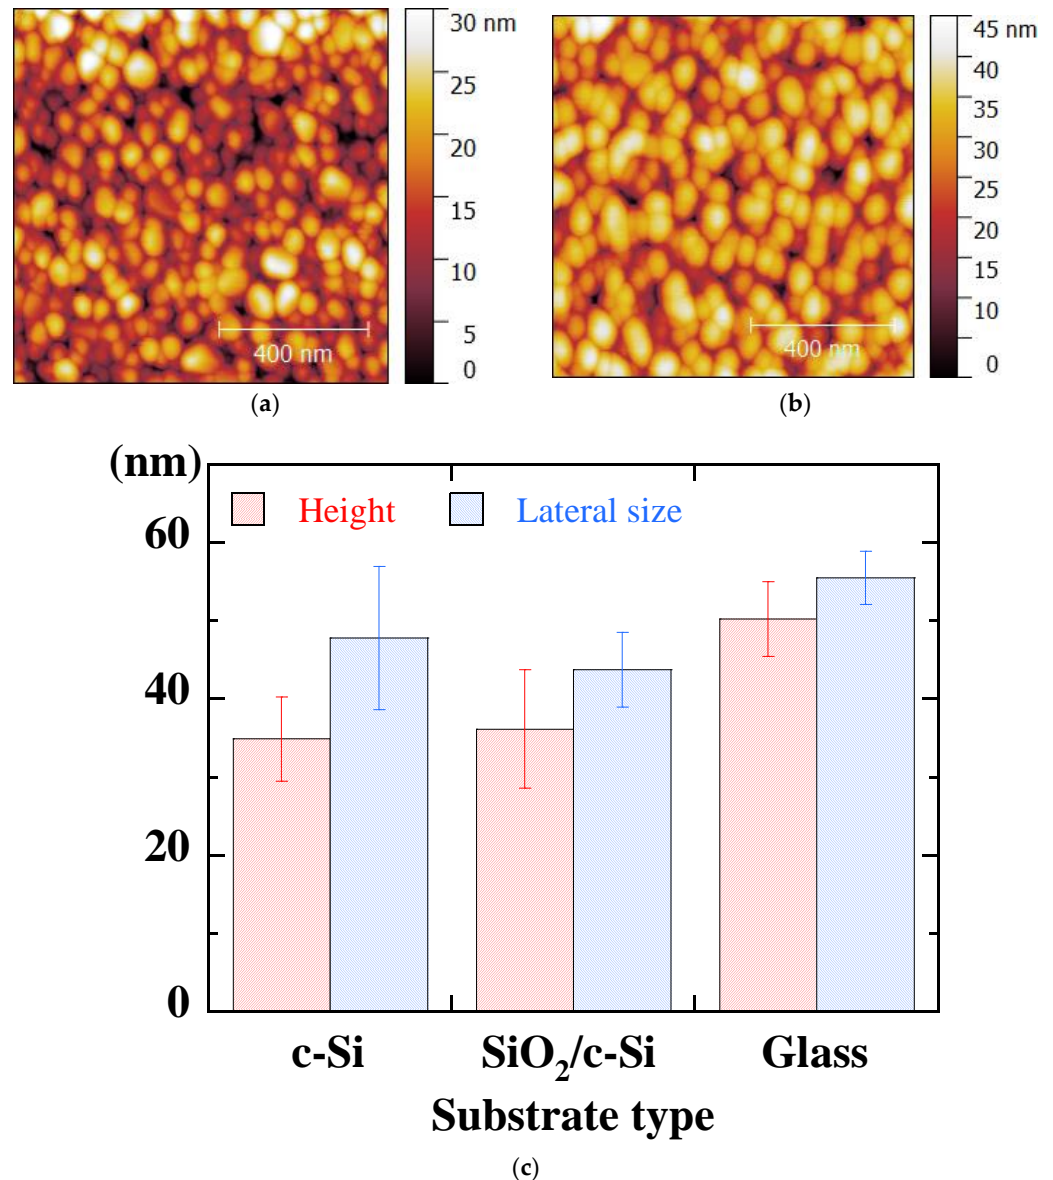 30 nm
25
20
15
10
5
0
400 nm
(a)
45 nm
40
35
30
25
20
15
10
0
400 nm
(b)
(nm)
Height
Lateral size
60
40
20
0
c-Si
SiO₂/c-Si
Glass
Substrate type
(c)